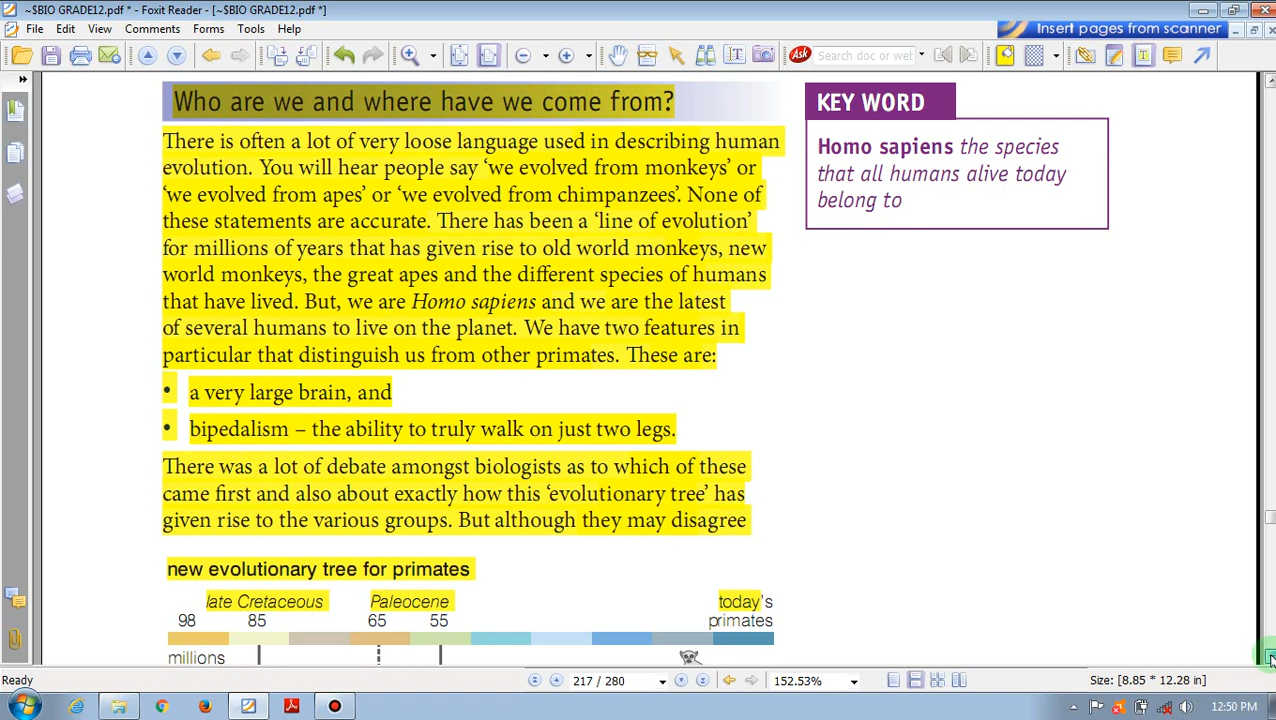 ~$BIO GRADE12.pdf * - Foxit Reader - [~$BIO GRADE12.pdf *]
File Edit View Comments Forms Tools Help
Insert pages from scanner
Ask Search doc or wet
Who are we and where have we come from?
There is often a lot of very loose language used in describing human
evolution. You will hear people say ‘we evolved from monkeys’ or
‘we evolved from apes’ or ‘we evolved from chimpanzees’. None of
these statements are accurate. There has been a ‘line of evolution’
for millions of years that has given rise to old world monkeys, new
world monkeys, the great apes and the different species of humans
that have lived. But, we are Homo sapiens and we are the latest
of several humans to live on the planet. We have two features in
particular that distinguish us from other primates. These are:
• a very large brain, and
• bipedalism – the ability to truly walk on just two legs.
There was a lot of debate amongst biologists as to which of these
came first and also about exactly how this ‘evolutionary tree’ has
given rise to the various groups. But although they may disagree
KEY WORD
Homo sapiens the species
that all humans alive today
belong to
new evolutionary tree for primates
late Cretaceous Paleocene today's
98 85 65 55 primates
millions
Ready 217 / 280 152.53% Size: [8.85 * 12.28 in]
12:50 PM